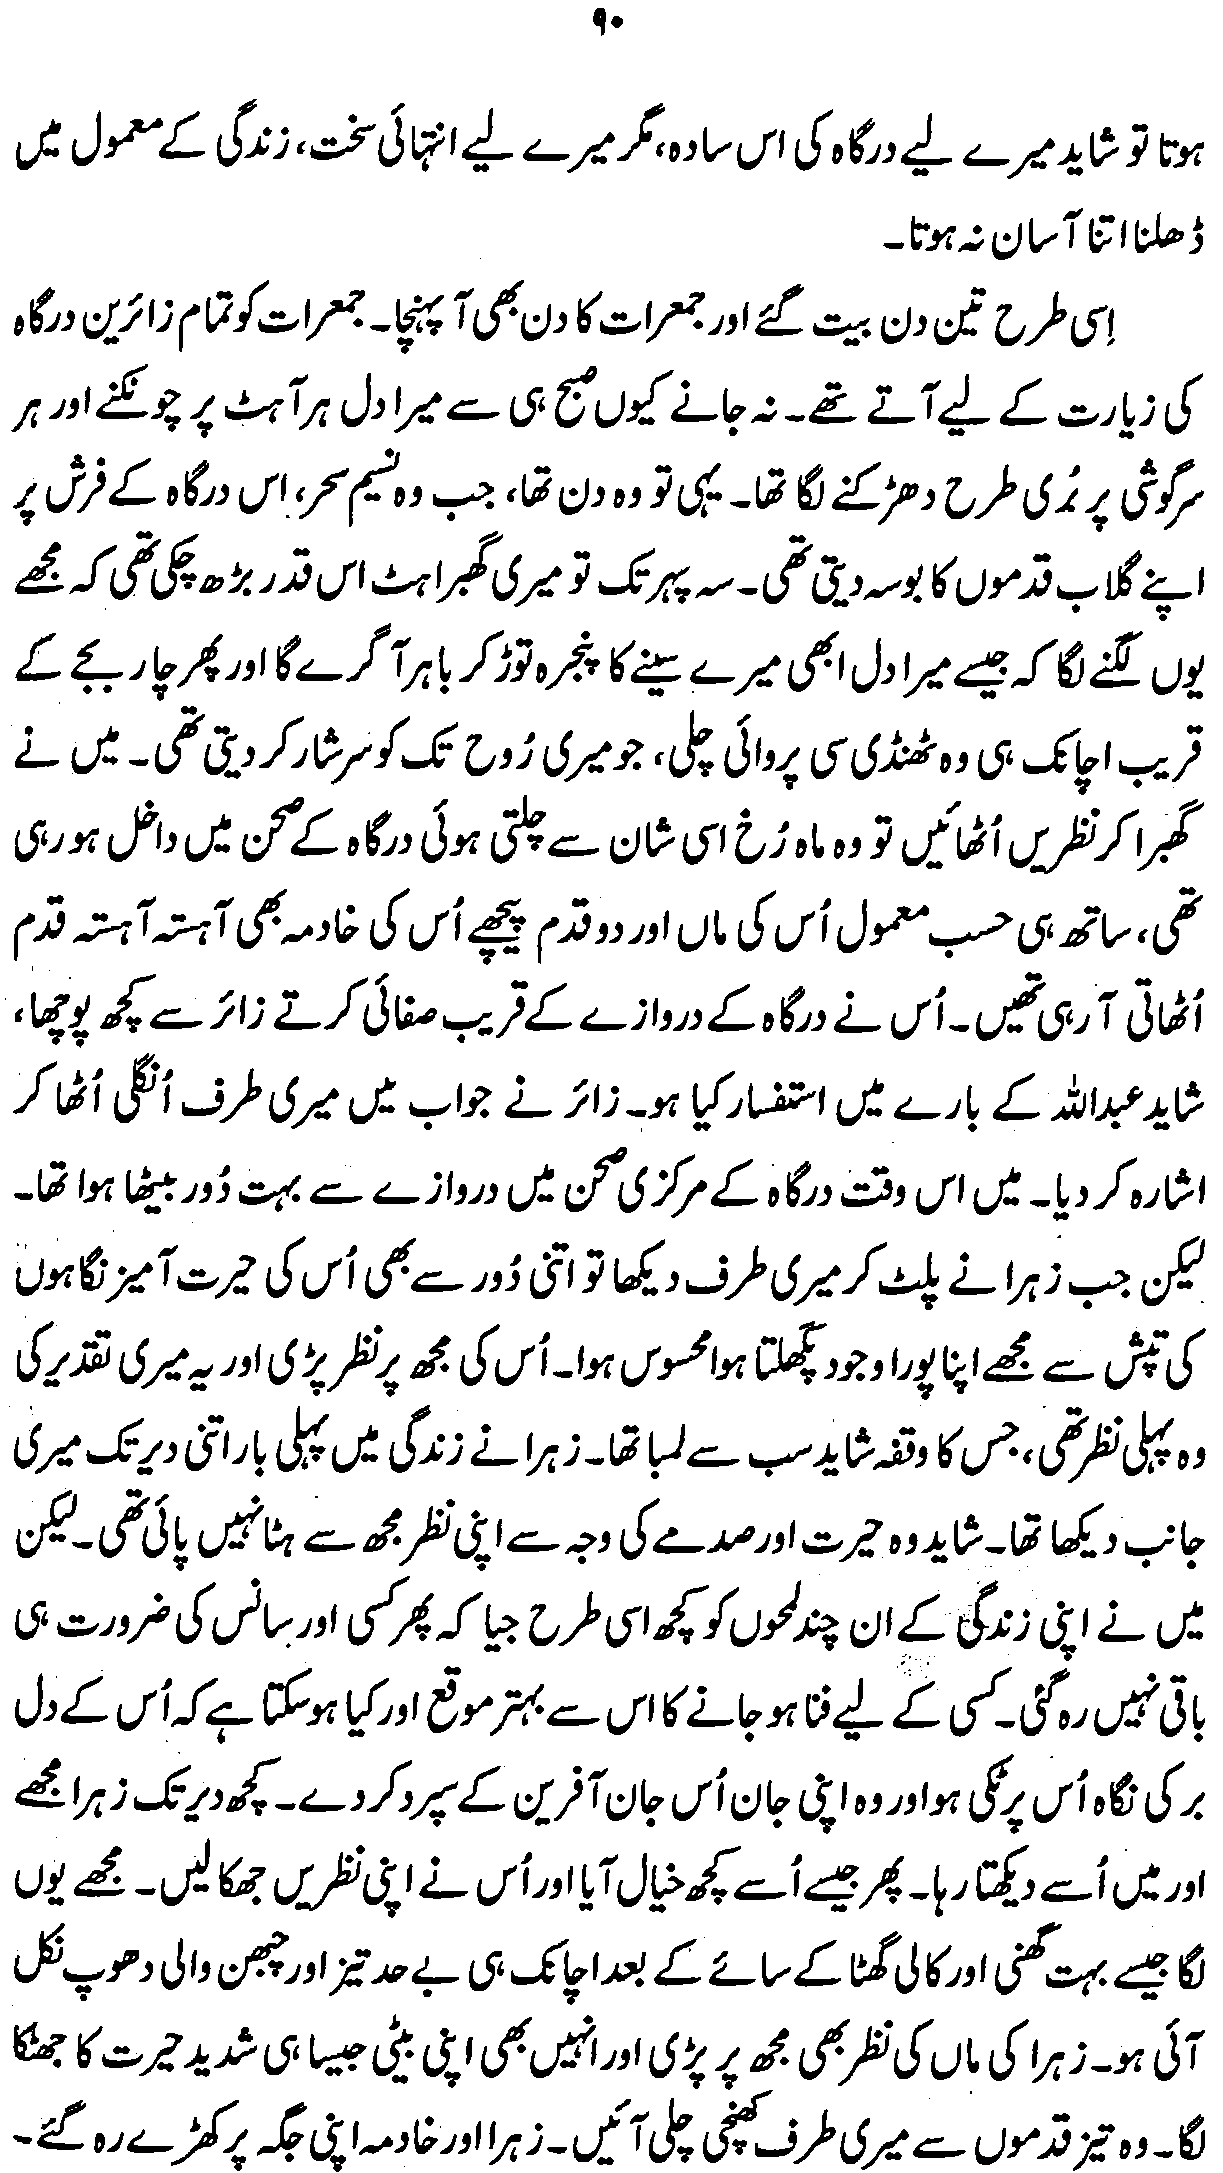 ۹۰
ہوتا تو شاید میرے لیے درگاہ کی اس سادہ، مگر میرے لیے انتہائی سخت، زندگی کے معمول میں
ڈھلنا اتنا آسان نہ ہوتا۔
اِسی طرح تین دن بیت گئے اور جمعرات کا دن بھی آ پہنچا۔ جمعرات کو تمام زائرین درگاہ
کی زیارت کے لیے آتے تھے۔ نہ جانے کیوں صبح ہی سے میرا دل ہر آہٹ پر چونکنے اور ہر
سرگوشی پر بُری طرح دھڑکنے لگا تھا۔ یہی تو وہ دن تھا، جب وہ نسیم سحر، اس درگاہ کے فرش پر
اپنے گلاب قدموں کا بوسہ دیتی تھی۔ سہ پہر تک تو میری گھبراہٹ اس قدر بڑھ چکی تھی کہ مجھے
یوں لگنے لگا کہ جیسے میرا دل ابھی میرے سینے کا پنجرہ توڑ کر باہر آ گرے گا اور پھر چار بجے کے
قریب اچانک ہی وہ ٹھنڈی سی پروائی چلی، جو میری رُوح تک کو سرشار کر دیتی تھی۔ میں نے
گھبرا کر نظریں اُٹھائیں تو وہ ماہ رُخ اسی شان سے چلتی ہوئی درگاہ کے صحن میں داخل ہو رہی
تھی، ساتھ ہی حسب معمول اُس کی ماں اور دو قدم پیچھے اُس کی خادمہ بھی آہستہ آہستہ قدم
اُٹھاتی آ رہی تھیں۔ اُس نے درگاہ کے دروازے کے قریب صفائی کرتے زائر سے کچھ پوچھا،
شاید عبداللہ کے بارے میں استفسار کیا ہو۔ زائر نے جواب میں میری طرف اُنگلی اُٹھا کر
اشارہ کر دیا۔ میں اس وقت درگاہ کے مرکزی صحن میں دروازے سے بہت دُور بیٹھا ہوا تھا۔
لیکن جب زہرا نے پلٹ کر میری طرف دیکھا تو اتنی دُور سے بھی اُس کی حیرت آمیز نگاہوں
کی تپش سے مجھے اپنا پورا وجود پگھلتا ہوا محسوس ہوا۔ اُس کی مجھ پر نظر پڑی اور یہ میری تقدیر کی
وہ پہلی نظر تھی، جس کا وقفہ شاید سب سے لمبا تھا۔ زہرا نے زندگی میں پہلی بار اتنی دیر تک میری
جانب دیکھا تھا۔ شاید وہ حیرت اور صدمے کی وجہ سے اپنی نظر مجھ سے ہٹا نہیں پائی تھی۔ لیکن
میں نے اپنی زندگی کے ان چند لمحوں کو کچھ اسی طرح جیا کہ پھر کسی اور سانس کی ضرورت ہی
باقی نہیں رہ گئی۔ کسی کے لیے فنا ہو جانے کا اس سے بہتر موقع اور کیا ہو سکتا ہے کہ اُس کے دل
بر کی نگاہ اُس پر ٹکی ہو اور وہ اپنی جان اُس جان آفرین کے سپرد کر دے۔ کچھ دیر تک زہرا مجھے
اور میں اُسے دیکھتا رہا۔ پھر جیسے اُسے کچھ خیال آیا اور اُس نے اپنی نظریں جھکا لیں۔ مجھے یوں
لگا جیسے بہت گھنی اور کالی گھٹا کے سائے کے بعد اچانک ہی بے حد تیز اور چبھن والی دھوپ نکل
آئی ہو۔ زہرا کی ماں کی نظر بھی مجھ پر پڑی اور انہیں بھی اپنی بیٹی جیسا ہی شدید حیرت کا جھٹکا
لگا۔ وہ تیز قدموں سے میری طرف کھنچی چلی آئیں۔ زہرا اور خادمہ اپنی جگہ پر کھڑے رہ گئے۔